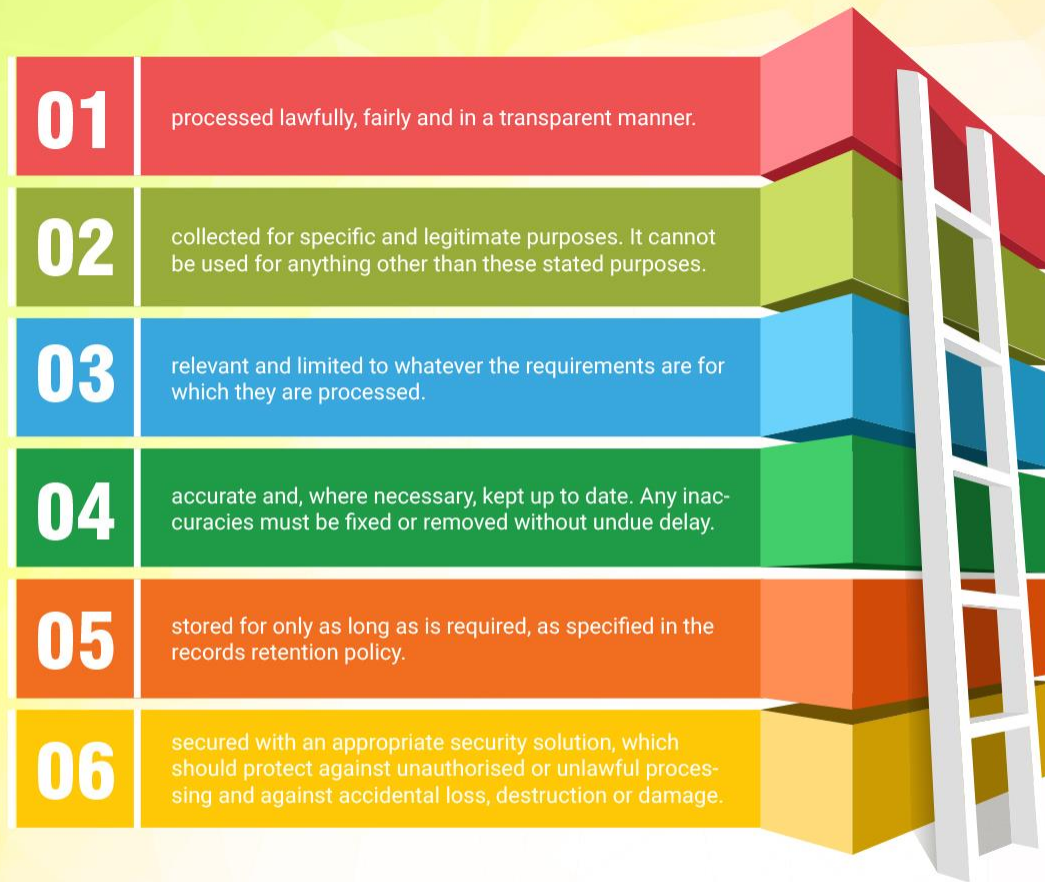 01
processed lawfully, fairly and in a transparent manner.
02
collected for specific and legitimate purposes. It cannot
be used for anything other than these stated purposes.
03
relevant and limited to whatever the requirements are for
which they are processed.
04
accurate and, where necessary, kept up to date. Any inac-
curacies must be fixed or removed without undue delay.
05
stored for only as long as is required, as specified in the
records retention policy.
06
secured with an appropriate security solution, which
should protect against unauthorised or unlawful proces-
sing and against accidental loss, destruction or damage.